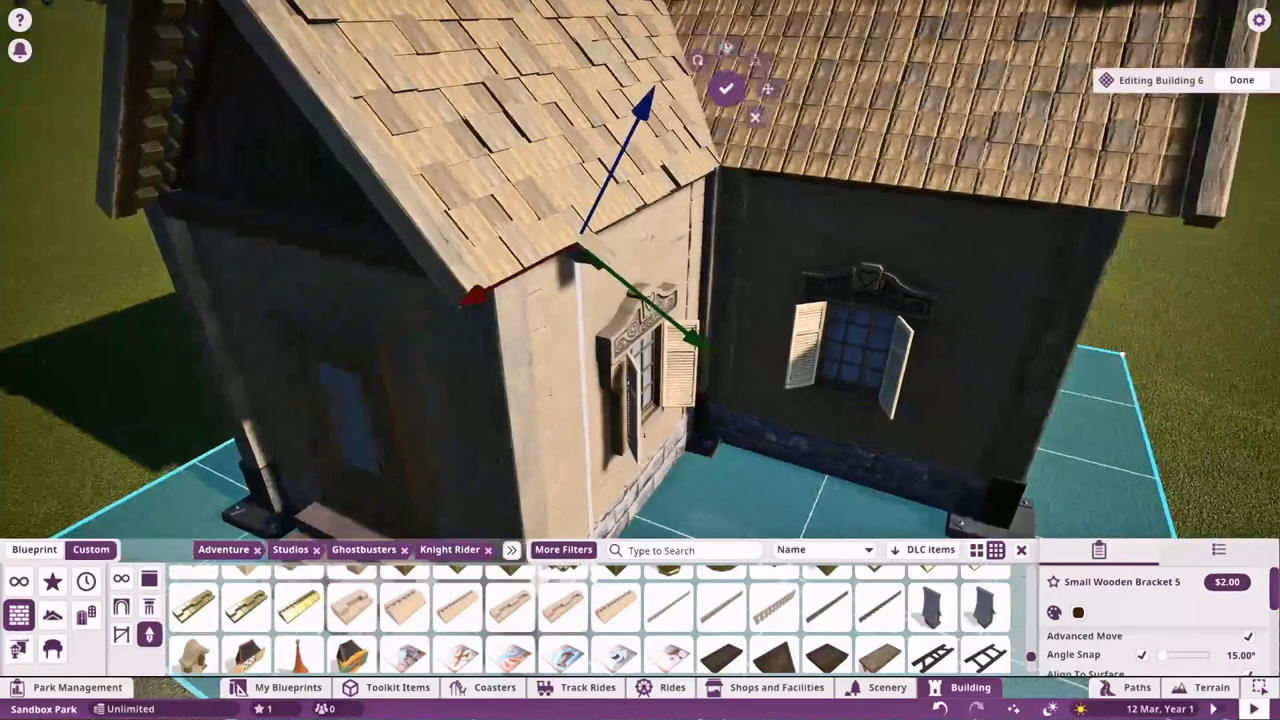 ?
Editing Building 6 Done
Blueprint Custom Adventure × Studios × Ghostbusters × Knight Rider × » More Filters Type to Search Name DLC items
Small Wooden Bracket 5 $2.00
Advanced Move
Angle Snap 15.00°
Align To Surface
Park Management My Blueprints Toolkit Items Coasters Track Rides Rides Shops and Facilities Scenery Building Paths Terrain
Sandbox Park Unlimited 1 0 12 Mar, Year 1